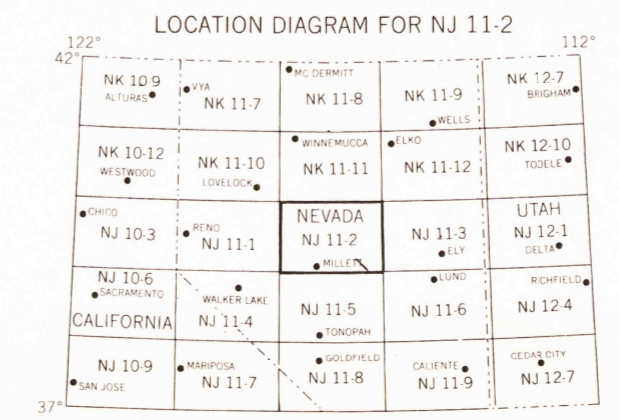 LOCATION DIAGRAM FOR NJ 11-2
122° 112°
42°
NK 10-9
ALTURAS
VYA
NK 11-7
MC DERMITT
NK 11-8
NK 11-9
WELLS
NK 12-7
BRIGHAM
NK 10-12
WESTWOOD
NK 11-10
LOVELOCK
WINNEMUCCA
NK 11-11
ELKO
NK 11-12
NK 12-10
TOOELE
CHICO
NJ 10-3
RENO
NJ 11-1
NEVADA
NJ 11-2
MILLETT
NJ 11-3
ELY
UTAH
NJ 12-1
DELTA
NJ 10-6
SACRAMENTO
CALIFORNIA
WALKER LAKE
NJ 11-4
NJ 11-5
TONOPAH
LUND
NJ 11-6
RICHFIELD
NJ 12-4
NJ 10-9
SAN JOSE
MARIPOSA
NJ 11-7
GOLDFIELD
NJ 11-8
CALIENTE
NJ 11-9
CEDAR CITY
NJ 12-7
37°